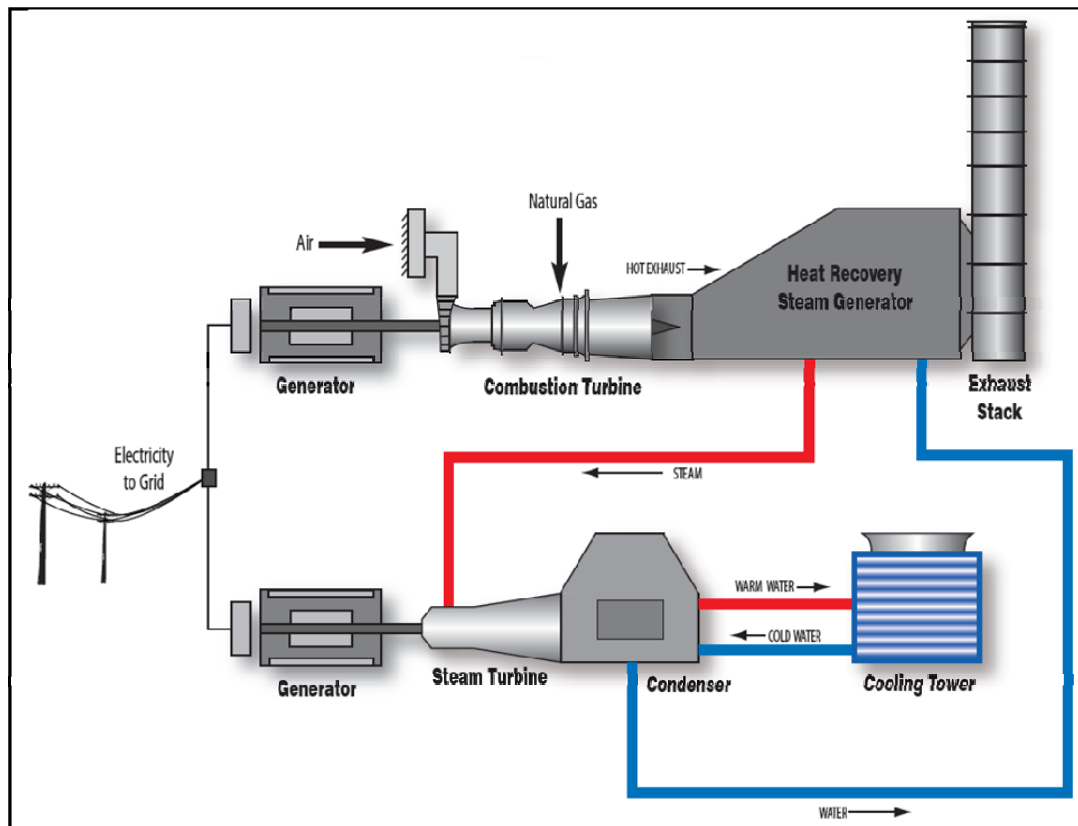 Natural Gas
Air
HOT EXHAUST
Heat Recovery
Steam Generator
Generator
Combustion Turbine
Exhaust
Stack
Electricity
to Grid
STEAM
WARM WATER
COLD WATER
Generator
Steam Turbine
Condenser
Cooling Tower
WATER